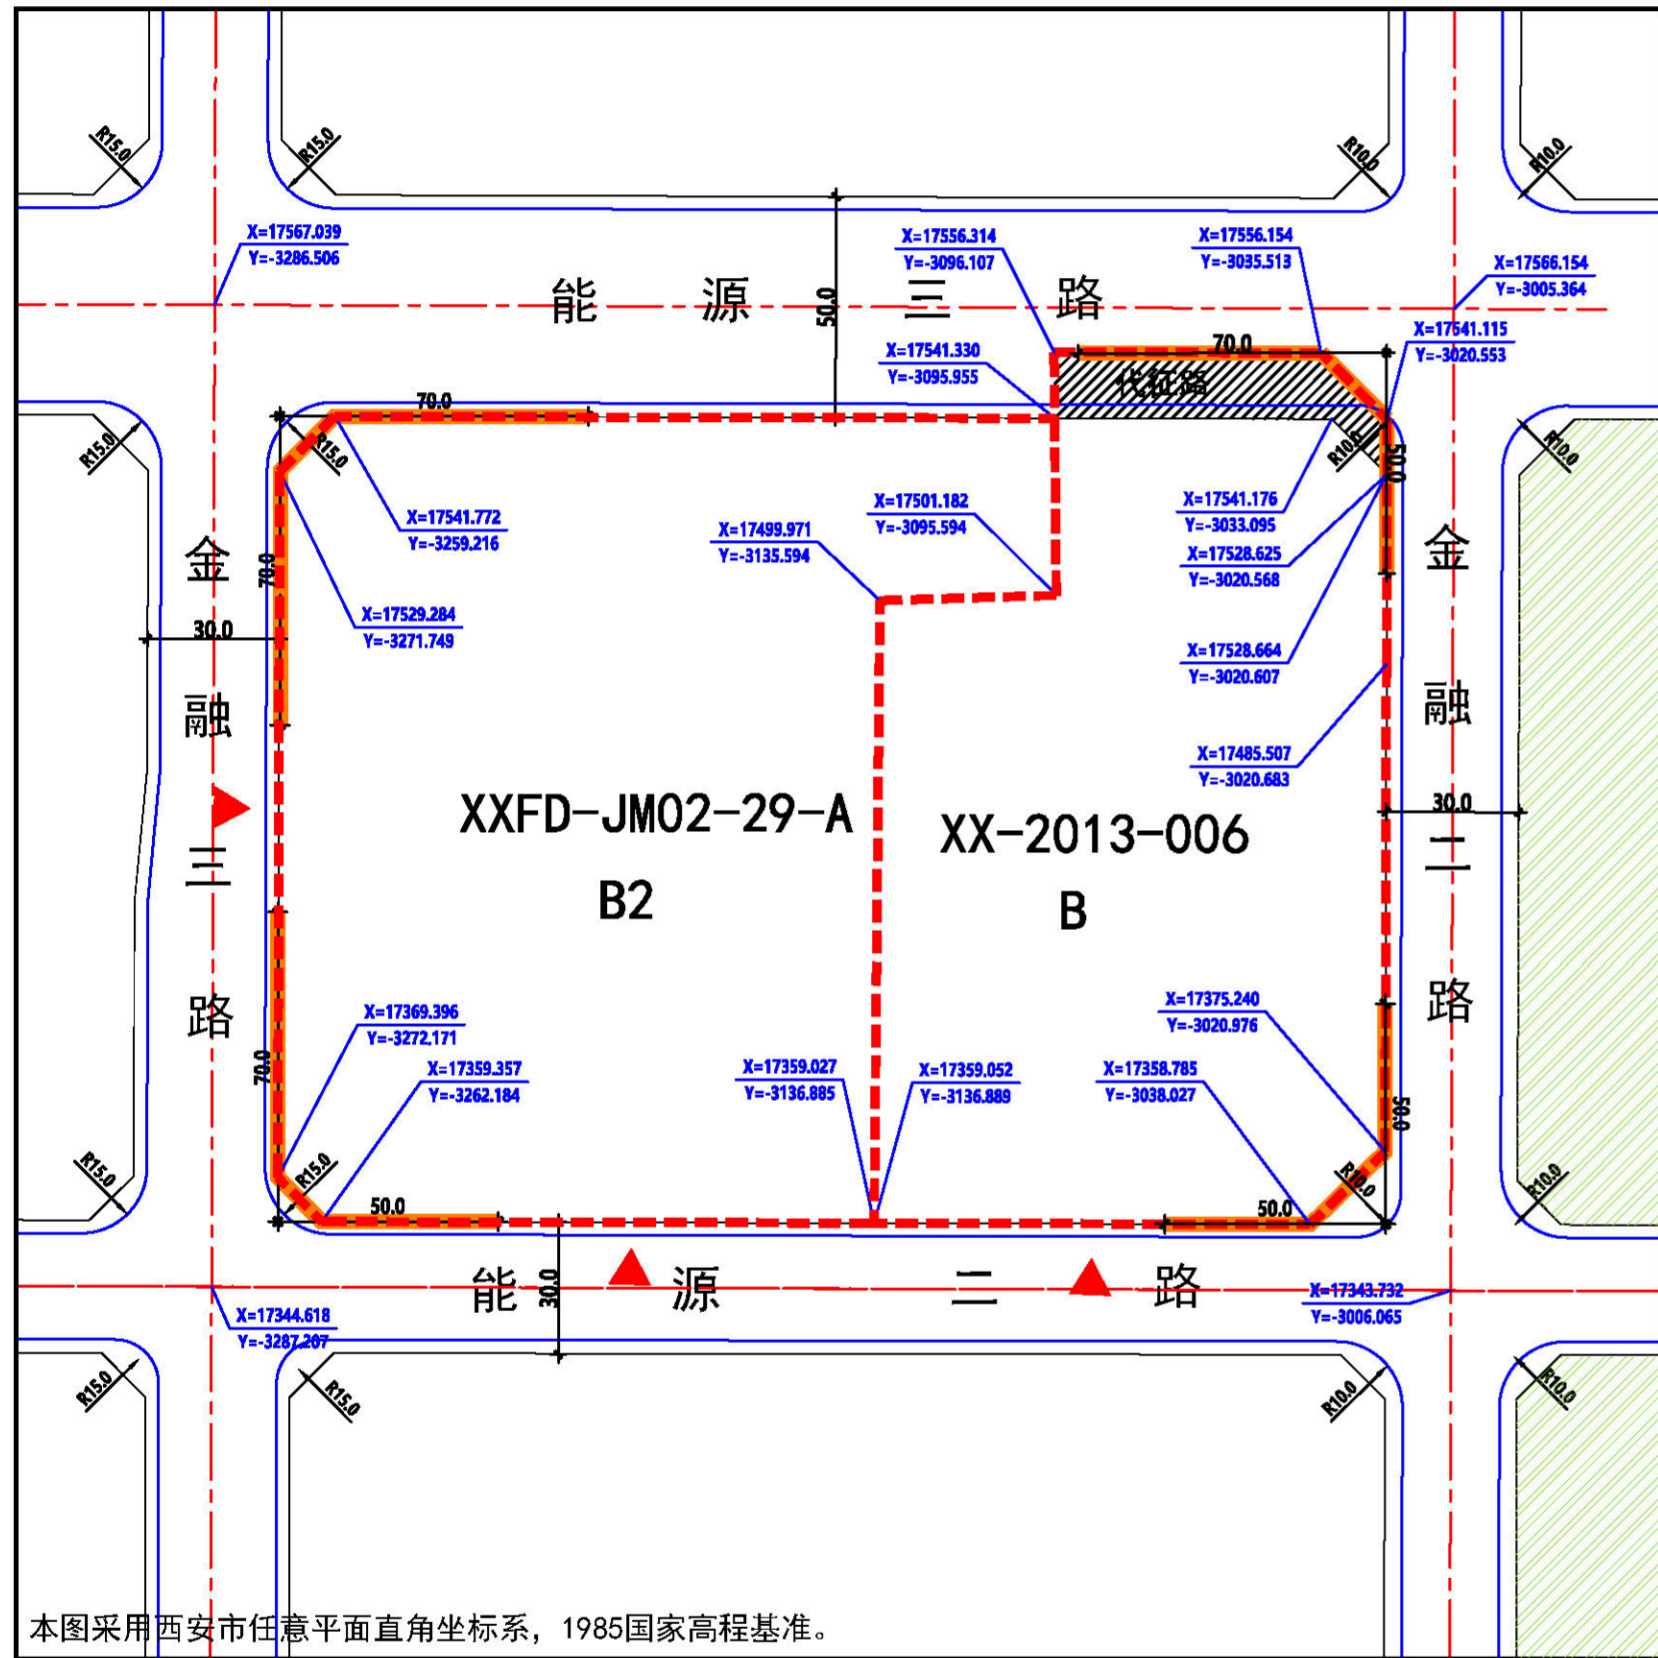 R15.0
R15.0
R10.0
R10.0
X=17567.039
Y=-3286.506
X=17556.314
Y=-3096.107
X=17556.154
Y=-3035.513
X=17566.154
Y=-3005.364
能源三路
50.0
X=17541.330
Y=-3095.955
70.0
X=17541.115
Y=-3020.553
代征路
70.0
R15.0
R15.0
R10.0
50.0
R10.0
X=17541.772
Y=-3259.216
X=17499.971
Y=-3135.594
X=17501.182
Y=-3095.594
X=17541.176
Y=-3033.095
X=17528.625
Y=-3020.568
金融三路
金融二路
70.0
X=17529.284
Y=-3271.749
30.0
X=17528.664
Y=-3020.607
X=17485.507
Y=-3020.683
30.0
XXFD-JM02-29-A
B2
XX-2013-006
B
X=17369.396
Y=-3272.171
X=17375.240
Y=-3020.976
70.0
X=17359.357
Y=-3262.184
X=17359.027
Y=-3136.885
X=17359.052
Y=-3136.889
X=17358.785
Y=-3038.027
50.0
R15.0
R15.0
R10.0
R10.0
50.0
50.0
能源二路
30.0
X=17344.618
Y=-3287.207
X=17343.732
Y=-3006.065
R15.0
R15.0
R10.0
R10.0
本图采用西安市任意平面直角坐标系，1985国家高程基准。